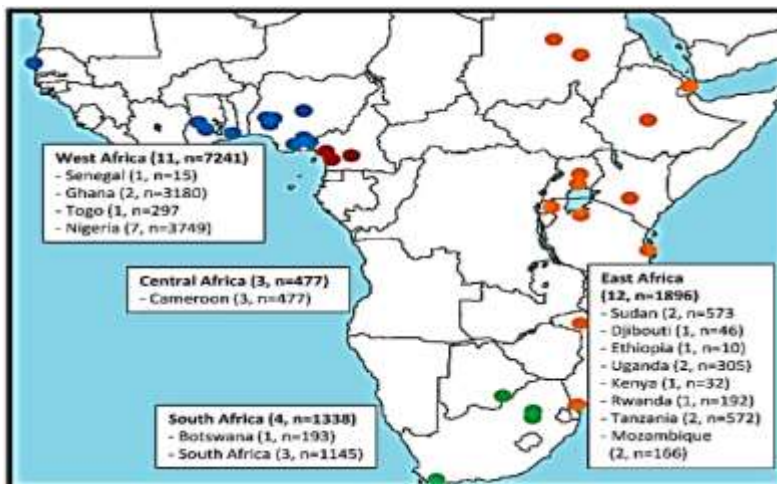 West Africa (11, n=7241)
- Senegal (1, n=15)
- Ghana (2, n=3180)
- Togo (1, n=297
- Nigeria (7, n=3749)
Central Africa (3, n=477)
- Cameroon (3, n=477)
South Africa (4, n=1338)
- Botswana (1, n=193)
- South Africa (3, n=1145)
East Africa
(12, n=1896)
- Sudan (2, n=573
- Djibouti (1, n=46)
- Ethiopia (1, n=10)
- Uganda (2, n=305)
- Kenya (1, n=32)
- Rwanda (1, n=192)
- Tanzania (2, n=572)
- Mozambique
(2, n=166)